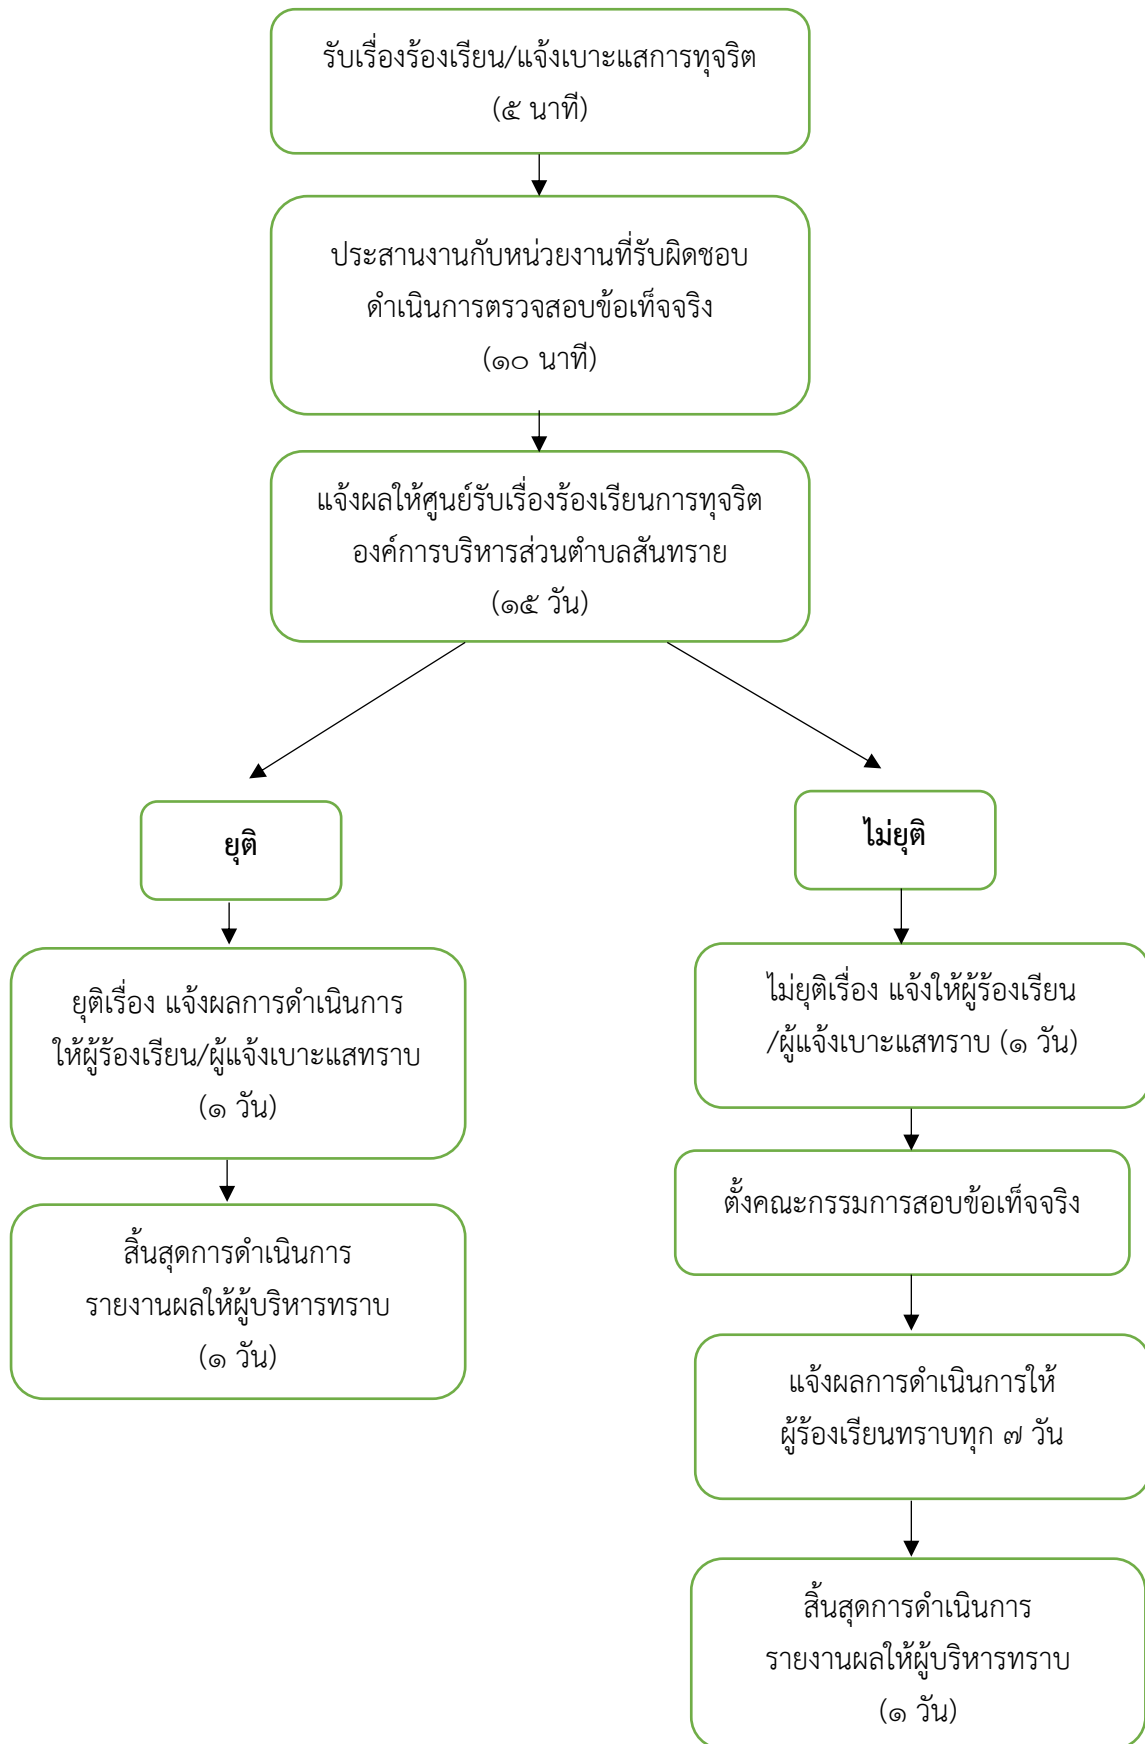 รับเรื่องร้องเรียน/แจ้งเบาะแสการทุจริต
(๕ นาที)
ประสานงานกับหน่วยงานที่รับผิดชอบ
ดำเนินการตรวจสอบข้อเท็จจริง
(๑๐ นาที)
แจ้งผลให้ศูนย์รับเรื่องร้องเรียนการทุจริต
องค์การบริหารส่วนตำบลสันทราย
(๑๕ วัน)
ยุติ
ยุติเรื่อง แจ้งผลการดำเนินการ
ให้ผู้ร้องเรียน/ผู้แจ้งเบาะแสทราบ
(๑ วัน)
สิ้นสุดการดำเนินการ
รายงานผลให้ผู้บริหารทราบ
(๑ วัน)
ไม่ยุติ
ไม่ยุติเรื่อง แจ้งให้ผู้ร้องเรียน
/ผู้แจ้งเบาะแสทราบ (๑ วัน)
ตั้งคณะกรรมการสอบข้อเท็จจริง
แจ้งผลการดำเนินการให้
ผู้ร้องเรียนทราบทุก ๗ วัน
สิ้นสุดการดำเนินการ
รายงานผลให้ผู้บริหารทราบ
(๑ วัน)